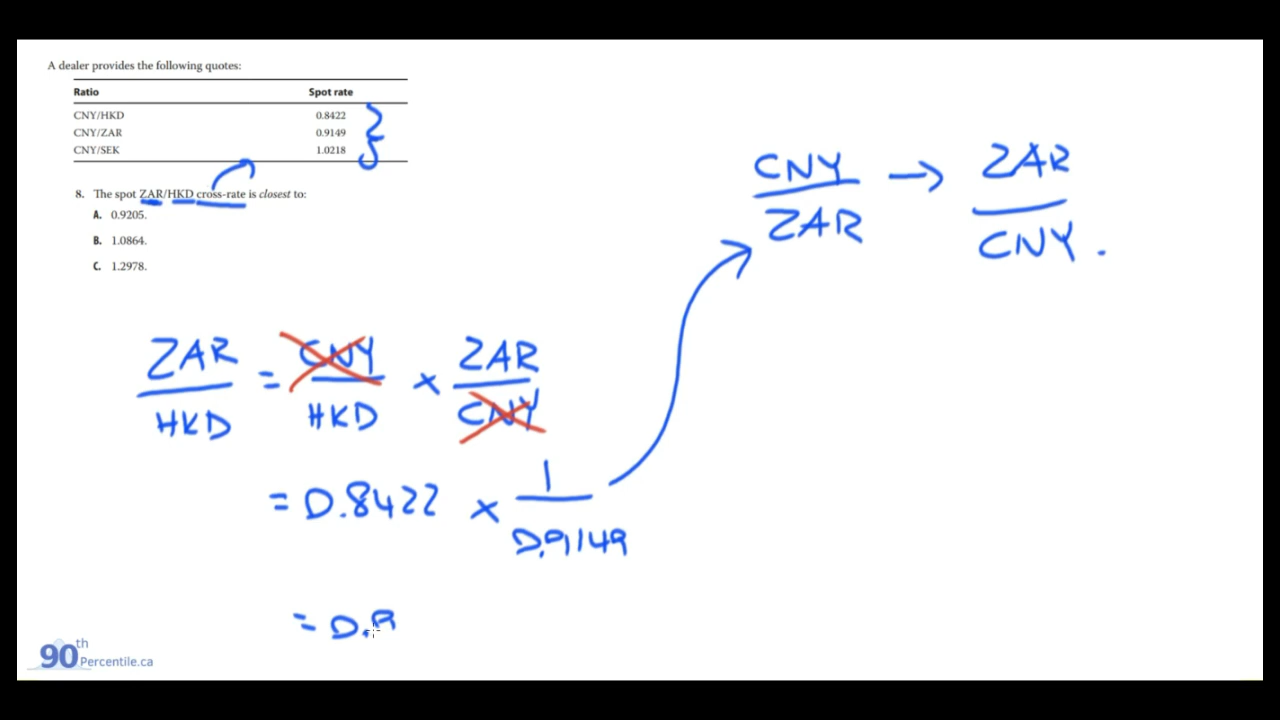 A dealer provides the following quotes:
Ratio Spot rate
CNY/HKD 0.8422
CNY/ZAR 0.9149
CNY/SEK 1.0218
8. The spot ZAR/HKD cross-rate is closest to:
A. 0.9205.
B. 1.0864.
C. 1.2978.
CNY → ZAR
ZAR CNY.
ZAR = CNY × ZAR
HKD HKD CNY
= 0.8422 × 1
0.9149
= 0.9
90th
Percentile.ca